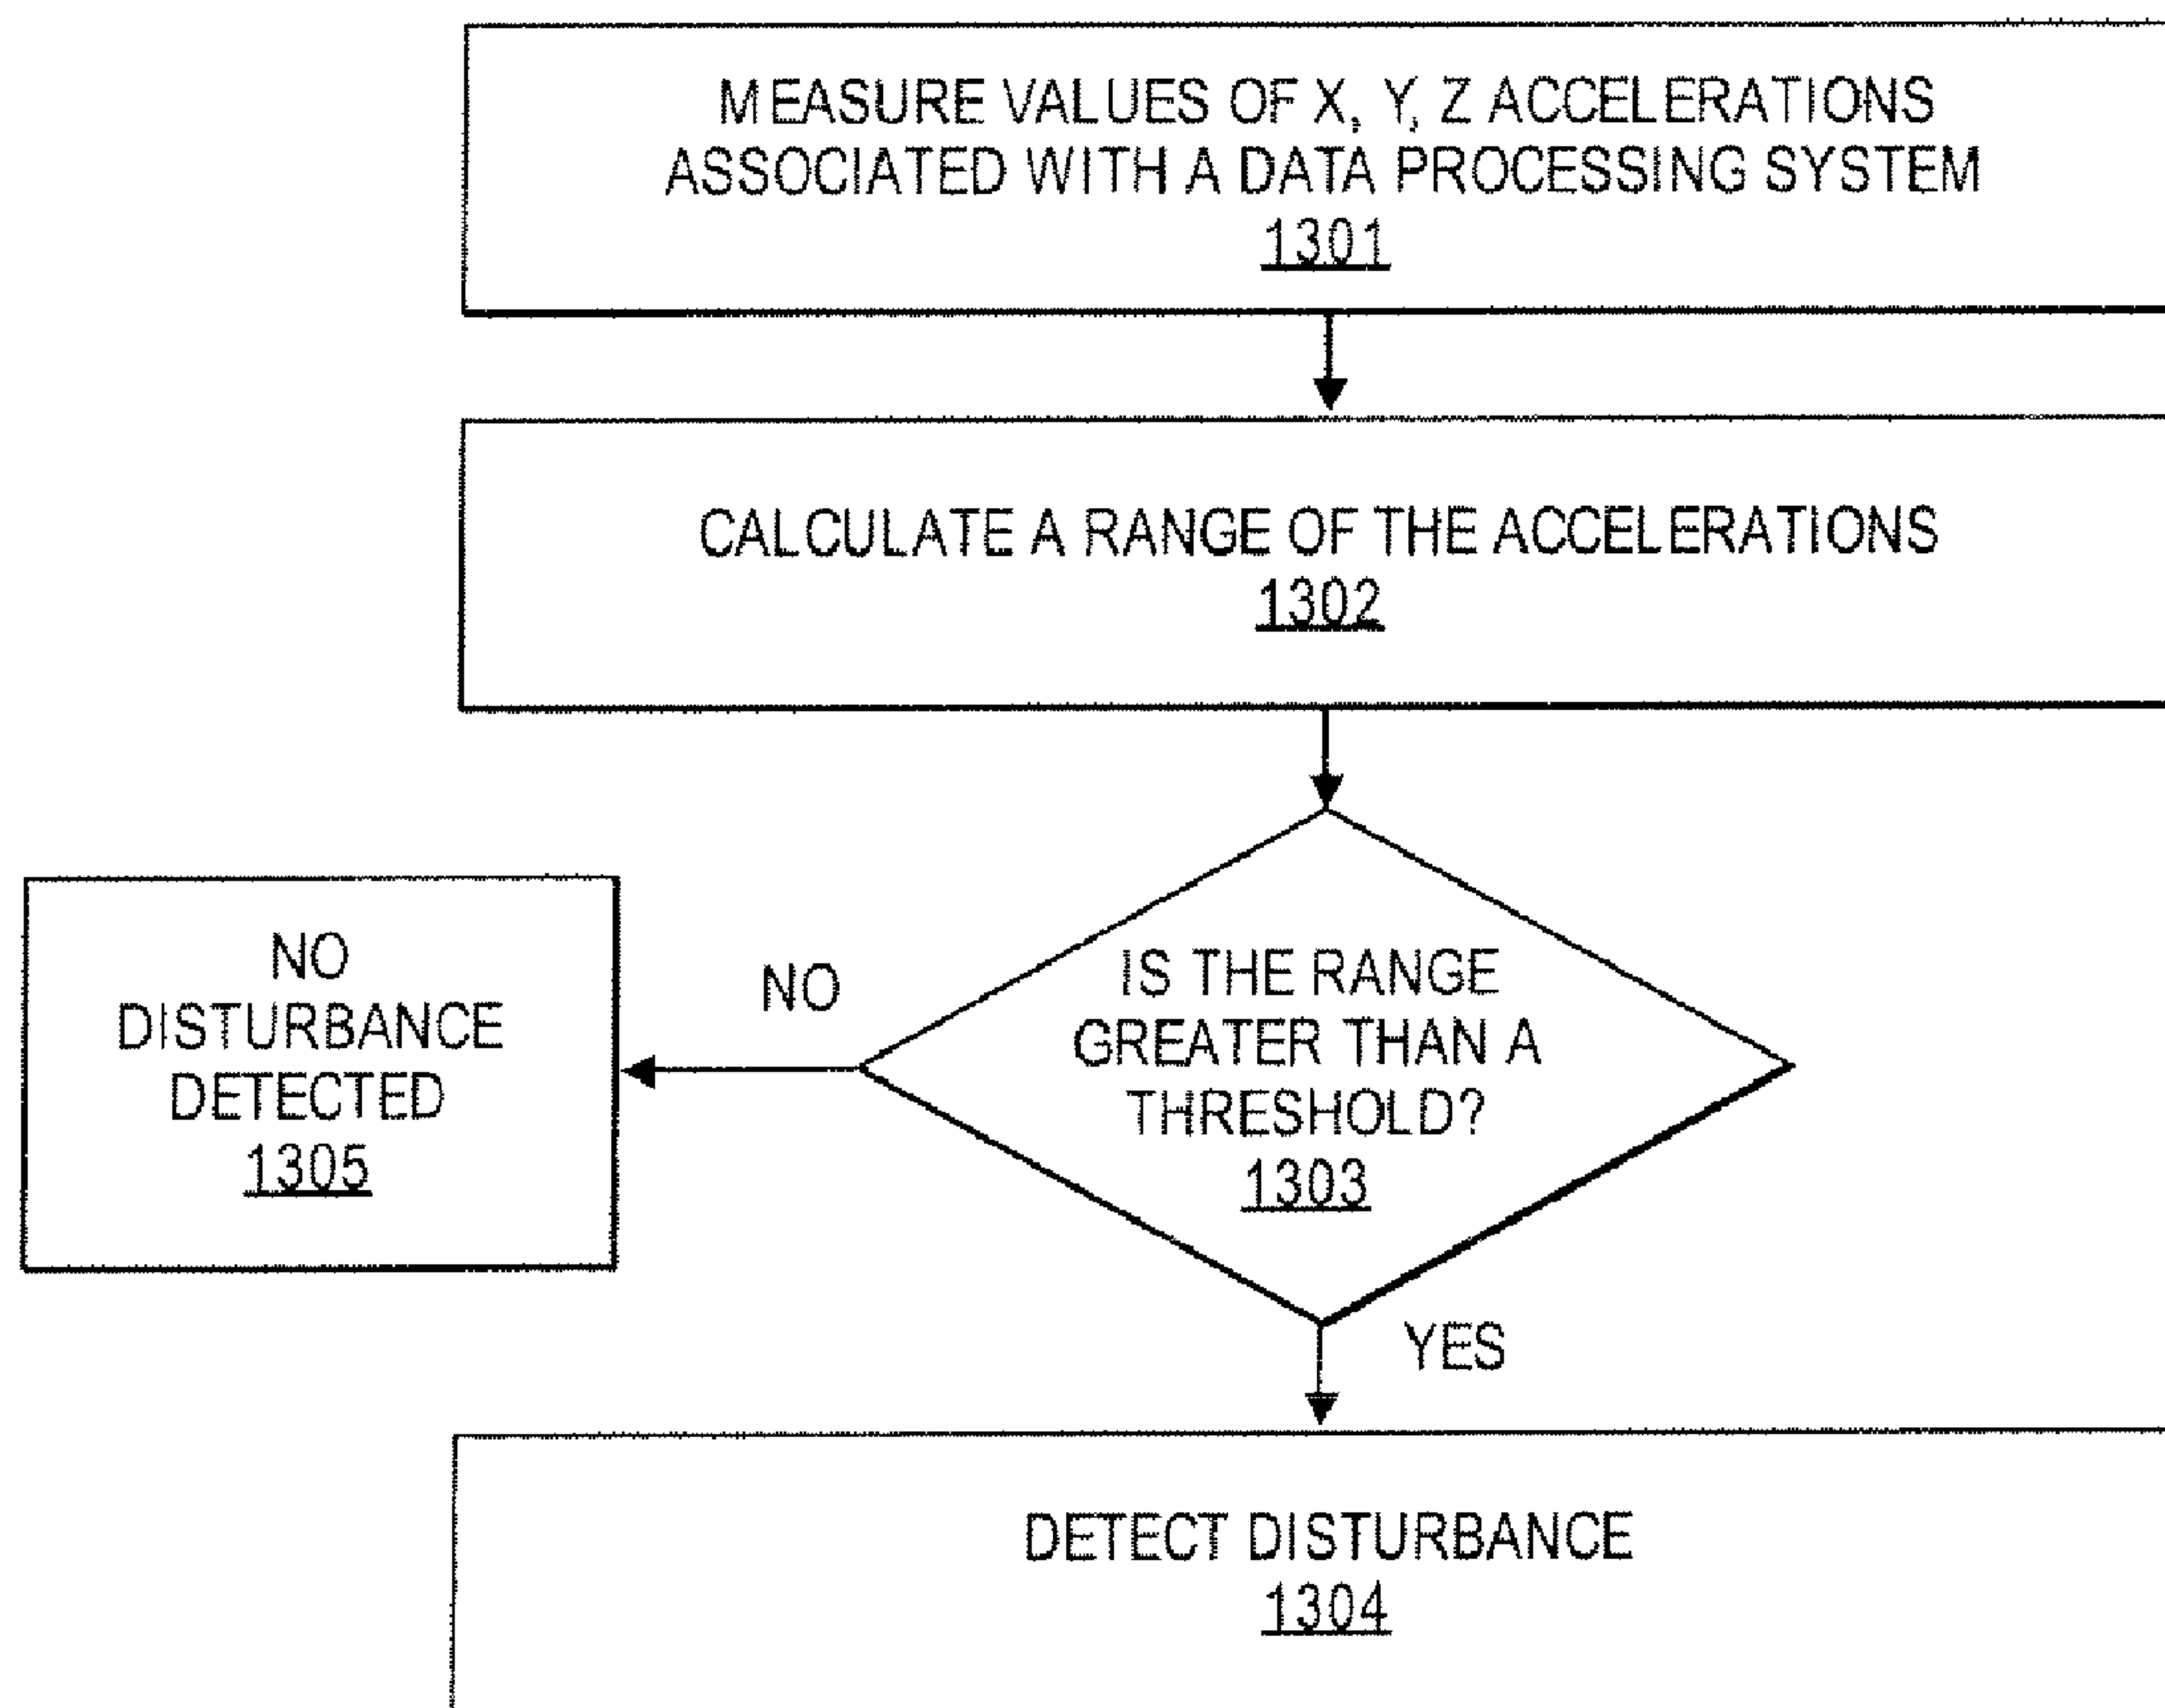 MEASURE VALUES OF X, Y, Z ACCELERATIONS
ASSOCIATED WITH A DATA PROCESSING SYSTEM
1301
CALCULATE A RANGE OF THE ACCELERATIONS
1302
IS THE RANGE
GREATER THAN A
THRESHOLD?
1303
NO
NO
DISTURBANCE
DETECTED
1305
YES
DETECT DISTURBANCE
1304